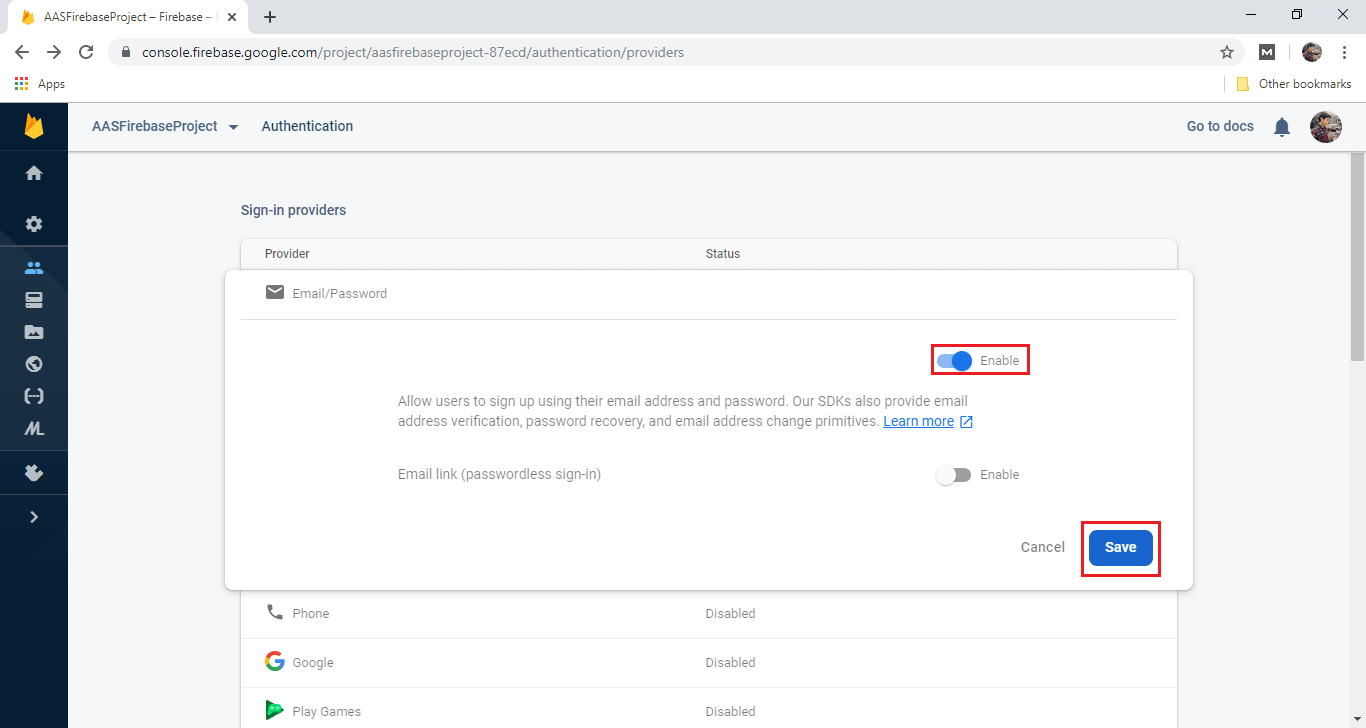 AASFirebaseProject – Firebase –
console.firebase.google.com/project/aasfirebaseproject-87ecd/authentication/providers
M
Apps
Other bookmarks
AASFirebaseProject
Authentication
Go to docs
Sign-in providers
Provider
Status
Email/Password
Enable
Allow users to sign up using their email address and password. Our SDKs also provide email
address verification, password recovery, and email address change primitives. Learn more
Email link (passwordless sign-in)
Enable
Cancel
Save
Phone
Disabled
Google
Disabled
Play Games
Disabled